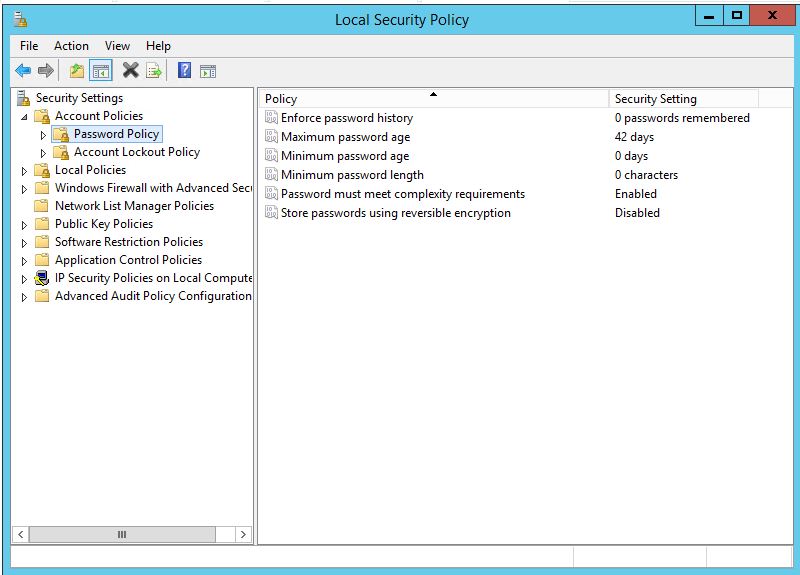 Local Security Policy
File Action View Help
Security Settings
Account Policies
Password Policy
Account Lockout Policy
Local Policies
Windows Firewall with Advanced Secu
Network List Manager Policies
Public Key Policies
Software Restriction Policies
Application Control Policies
IP Security Policies on Local Compute
Advanced Audit Policy Configuration
Policy Security Setting
Enforce password history 0 passwords remembered
Maximum password age 42 days
Minimum password age 0 days
Minimum password length 0 characters
Password must meet complexity requirements Enabled
Store passwords using reversible encryption Disabled